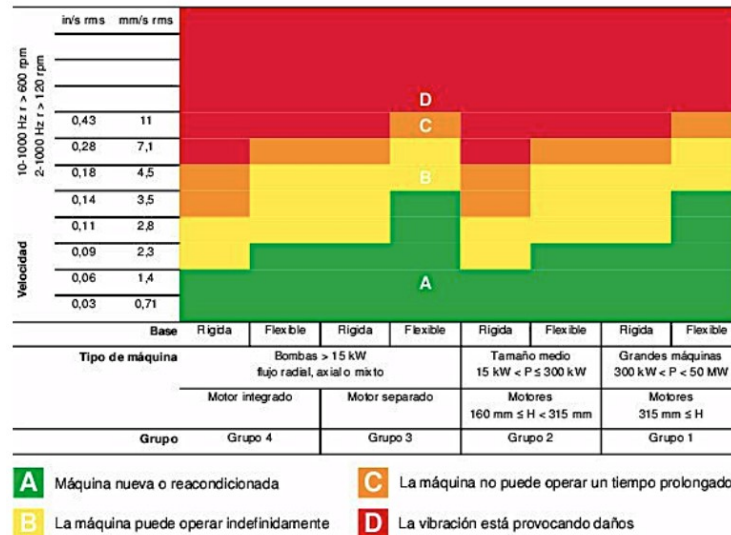 in/s rms mm/s rms
10-1000 Hz r > 600 rpm
2-1000 Hz r > 120 rpm
Velocidad
D
0,43 11 C
0,28 7,1
0,18 4,5 B
0,14 3,5
0,11 2,8
0,09 2,3
0,06 1,4 A
0,03 0,71
Base Rígida Flexible Rígida Flexible Rígida Flexible Rígida Flexible
Tipo de máquina Bombas > 15 kW Tamaño medio Grandes máquinas
flujo radial, axial o mixto 15 kW < P ≤ 300 kW 300 kW < P < 50 MW
Motor integrado Motor separado Motores Motores
160 mm ≤ H < 315 mm 315 mm ≤ H
Grupo Grupo 4 Grupo 3 Grupo 2 Grupo 1
A Máquina nueva o reacondicionada C La máquina no puede operar un tiempo prolongado
B La máquina puede operar indefinidamente D La vibración está provocando daños